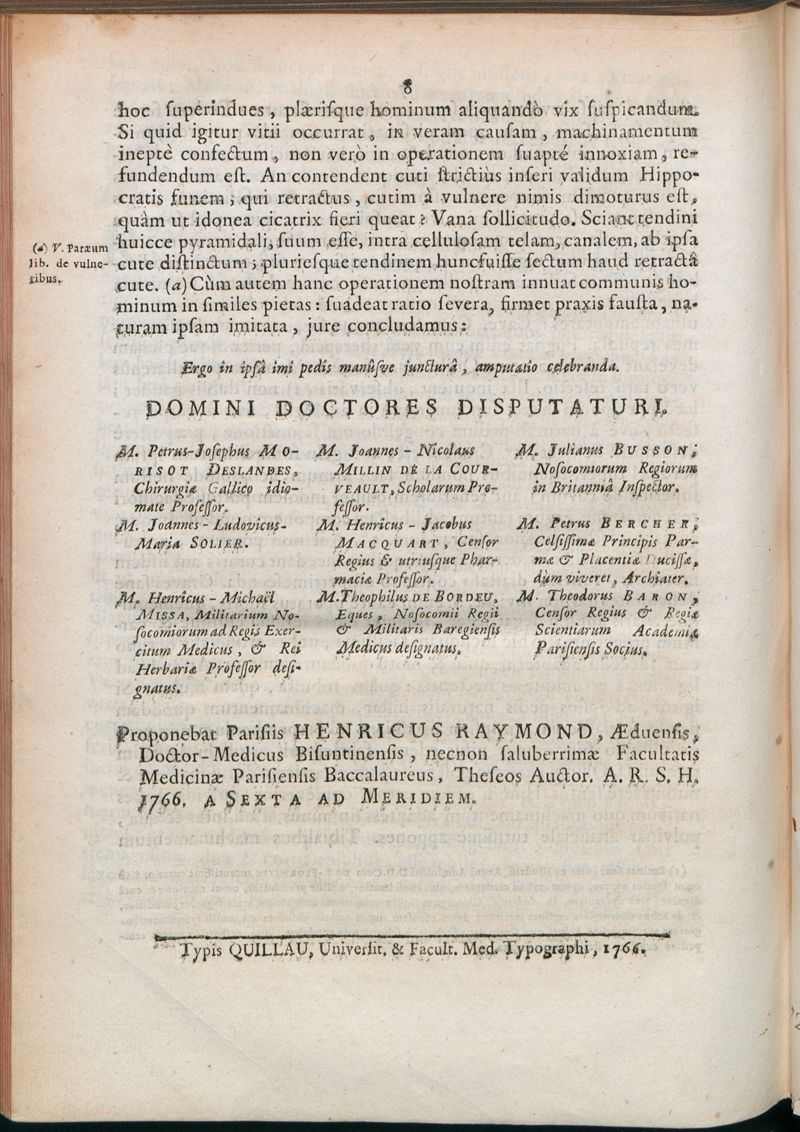 8
hoc ſuperindues, plæriſque hominum aliquandò vix ſuſpicandum.
Si quid igitur vitii occurrat, in veram cauſam, machinamentum
ineptè confectum, non verò in operationem ſuapté innoxiam, re-
fundendum eſt. An contendent cuti ſtrictiùs inſeri validum Hippo-
cratis funem; qui retractus, cutim à vulnere nimis dimoturus eſt,
quàm ut idonea cicatrix fieri queat? Vana ſollicitudo. Sciant tendini
huicce pyramidali, ſuum eſſe, intra celluloſam telam, canalem, ab ipſa
cute diſtinctum; plurieſque tendinem hunc fuiſſe ſectum haud retractâ
cute. (a) Cùm autem hanc operationem noſtram innuat communis ho-
minum in ſimiles pietas: ſuadeat ratio ſevera, firmet praxis fauſta, na-
turam ipſam imitata, jure concludamus:
(a) V. Paræum
lib. de vulne-
ribus.
Ergo in ipſâ imi pedis manûſve juncturâ, amputatio celebranda.
DOMINI DOCTORES DISPUTATURI.
M. Petrus-Joſephus MO-
RISOT DESLANDES,
Chirurgiæ Gallico idio-
mate Profeſſor.
M. Joannes-Ludovicus-
Maria SOLIER.
M. Henricus-Michaël
MISSA, Militarium No-
ſocomiorum ad Regis Exer-
citum Medicus, & Rei
Herbariæ Profeſſor deſi-
gnatus.
M. Joannes-Nicolaus
MILLIN DE LA COUR-
VEAULT, Scholarum Pro-
feſſor.
M. Henricus-Jacobus
MACQUART, Cenſor
Regius & utriuſque Phar-
maciæ Profeſſor.
M. Theophilus DE BORDEU,
Eques, Noſocomii Regii
& Militaris Baregienſis
Medicus deſignatus.
M. Julianus BUSSON;
Noſocomiorum Regiorum
in Britanniâ Inſpector.
M. Petrus BERCHER;
Celſiſſimæ Principis Par-
mæ & Placentiæ Duciſſæ,
dum viveret, Archiater.
M. Theodorus BARON,
Cenſor Regius & Regiæ
Scientiarum Academiæ
Pariſienſis Socius.
Proponebat Pariſiis HENRICUS RAYMOND, Æduenſis,
Doctor-Medicus Biſuntinenſis, necnon ſaluberrimæ Facultatis
Medicinæ Pariſienſis Baccalaureus, Theſeos Auctor. A. R. S. H.
1766. A SEXTA AD MERIDIEM.
Typis QUILLAU, Univerſit. & Facult. Med. Typographi, 1766.